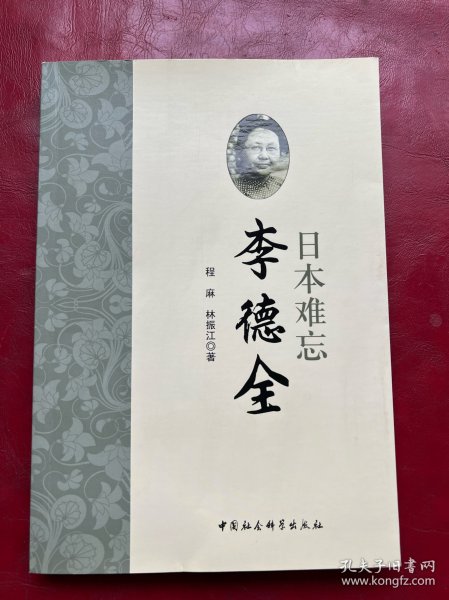 日本难忘
李德全
程麻 林振江◎著
中国社会科学出版社
孔夫子旧书网
www.kongfz.com